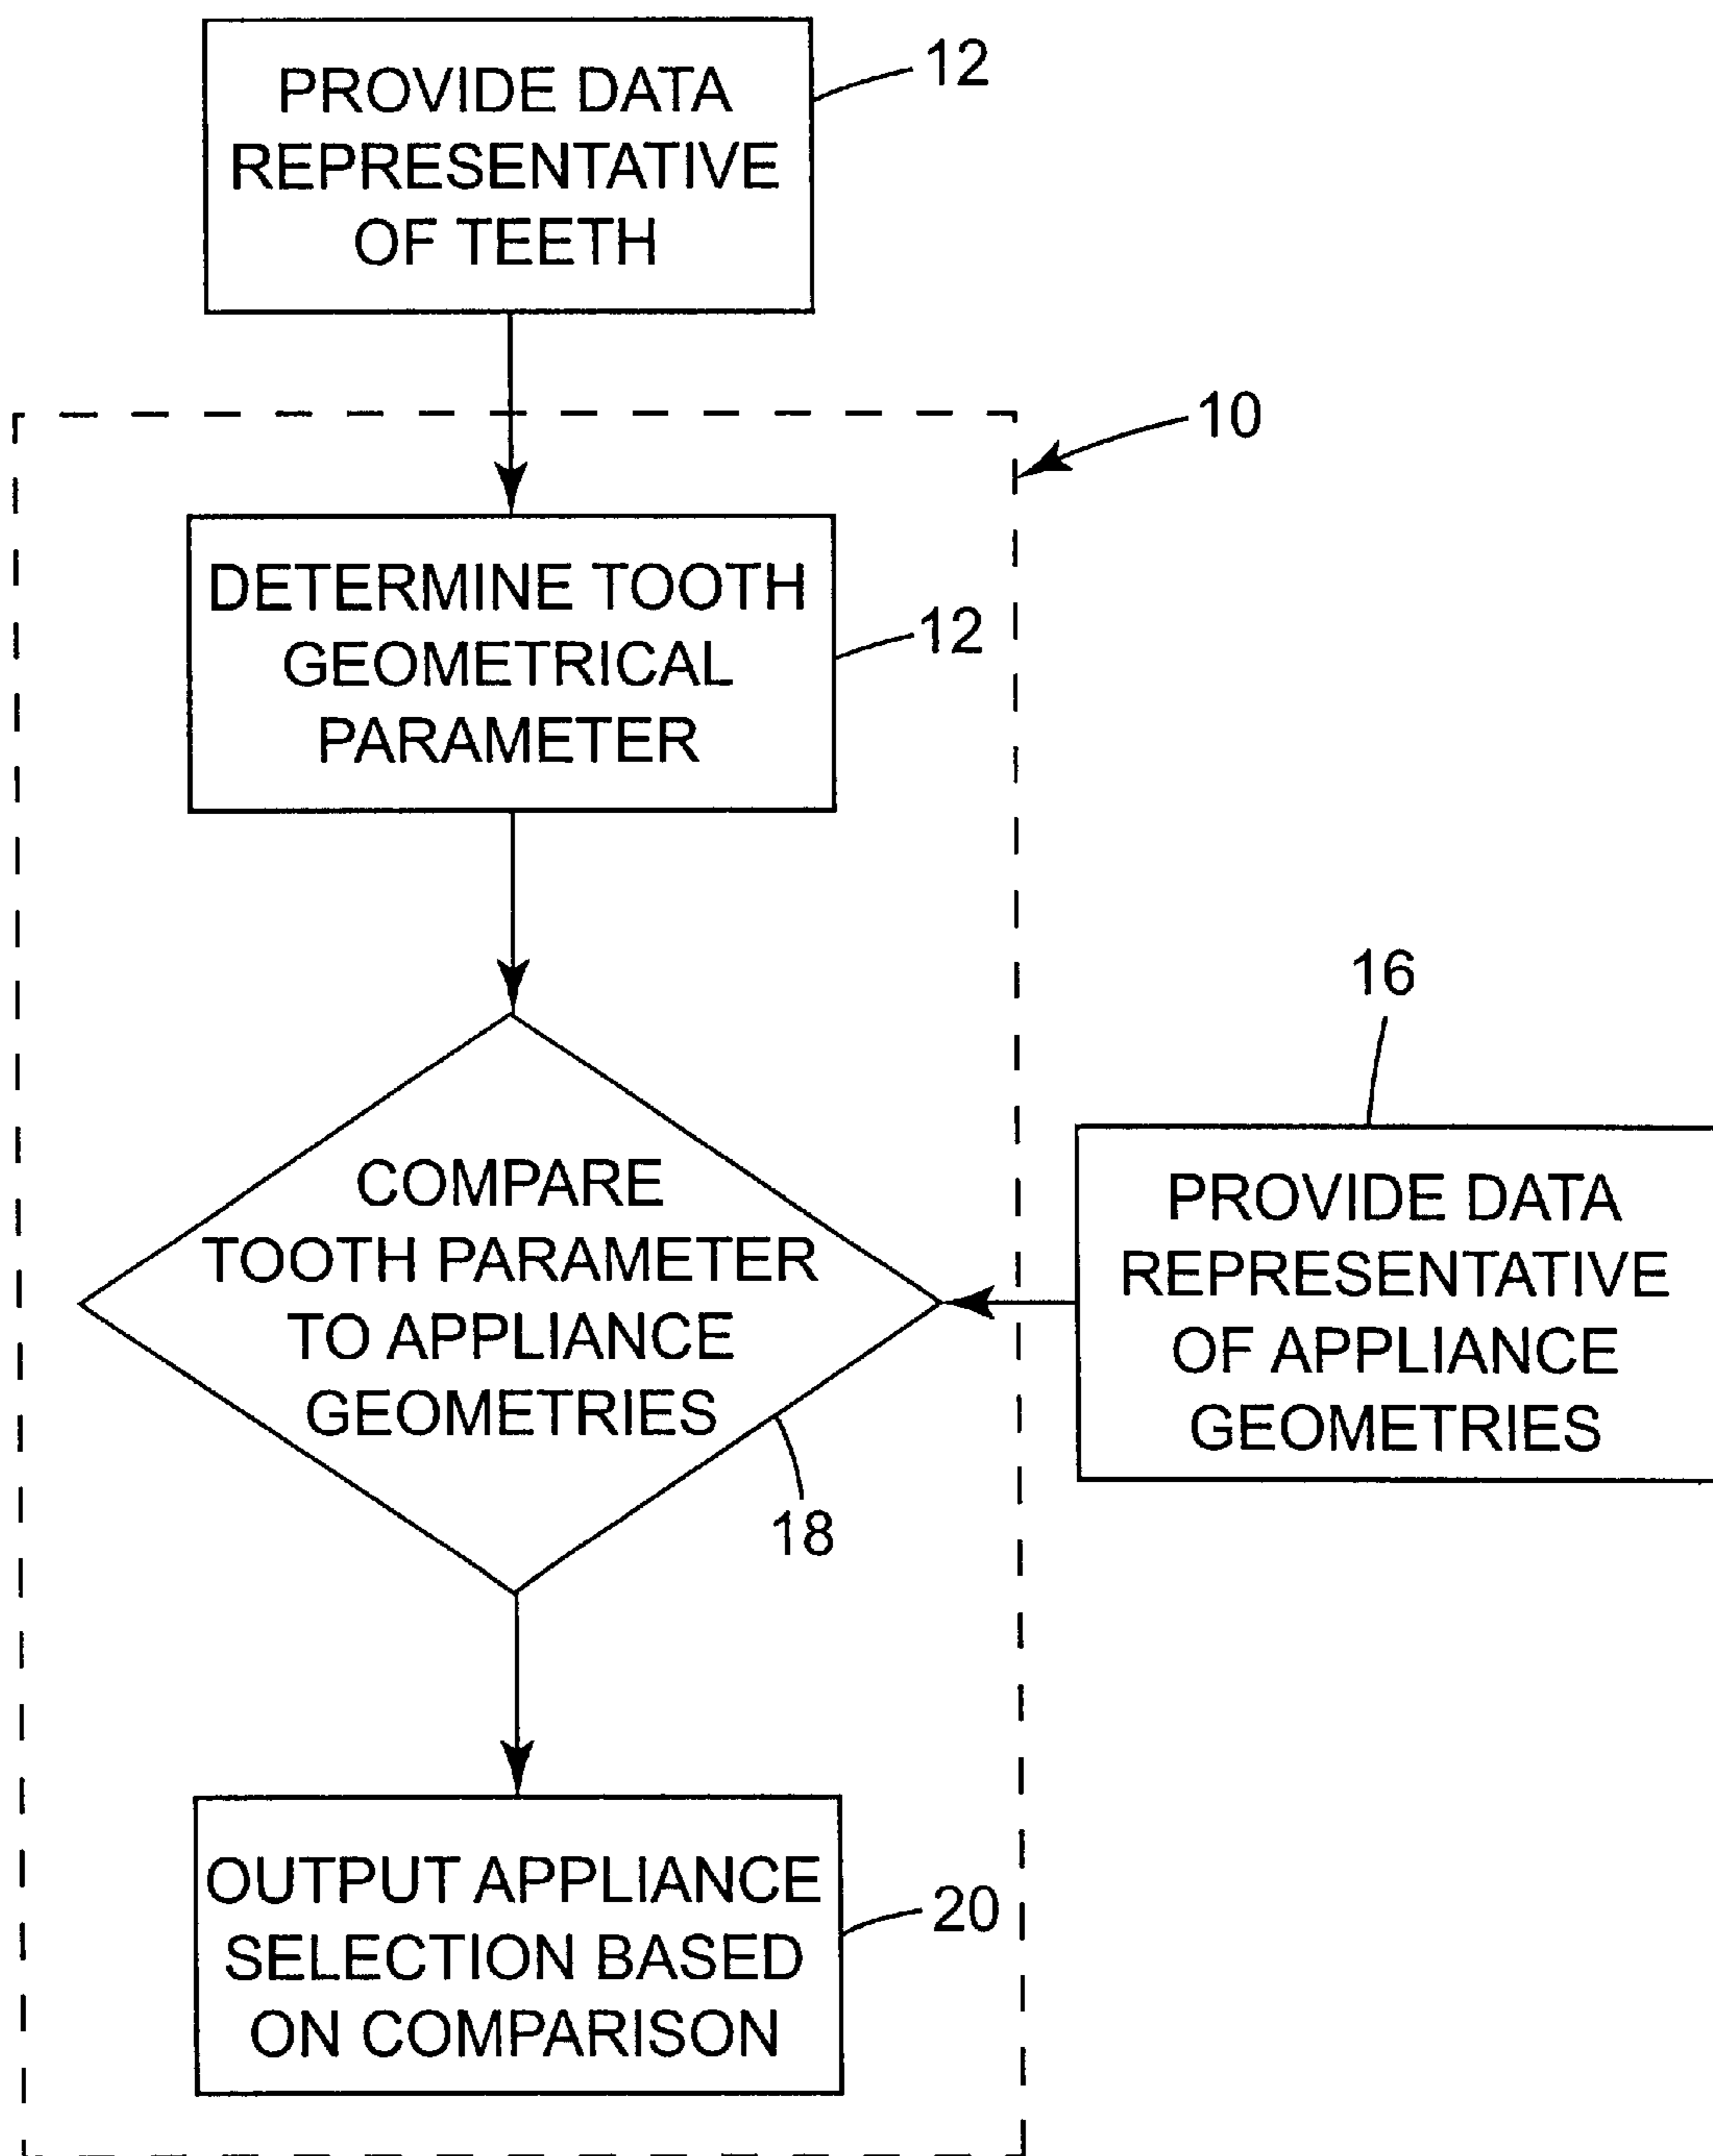 PROVIDE DATA
REPRESENTATIVE
OF TEETH
12
10
DETERMINE TOOTH
GEOMETRICAL
PARAMETER
12
COMPARE
TOOTH PARAMETER
TO APPLIANCE
GEOMETRIES
18
16
PROVIDE DATA
REPRESENTATIVE
OF APPLIANCE
GEOMETRIES
OUTPUT APPLIANCE
SELECTION BASED
ON COMPARISON
20